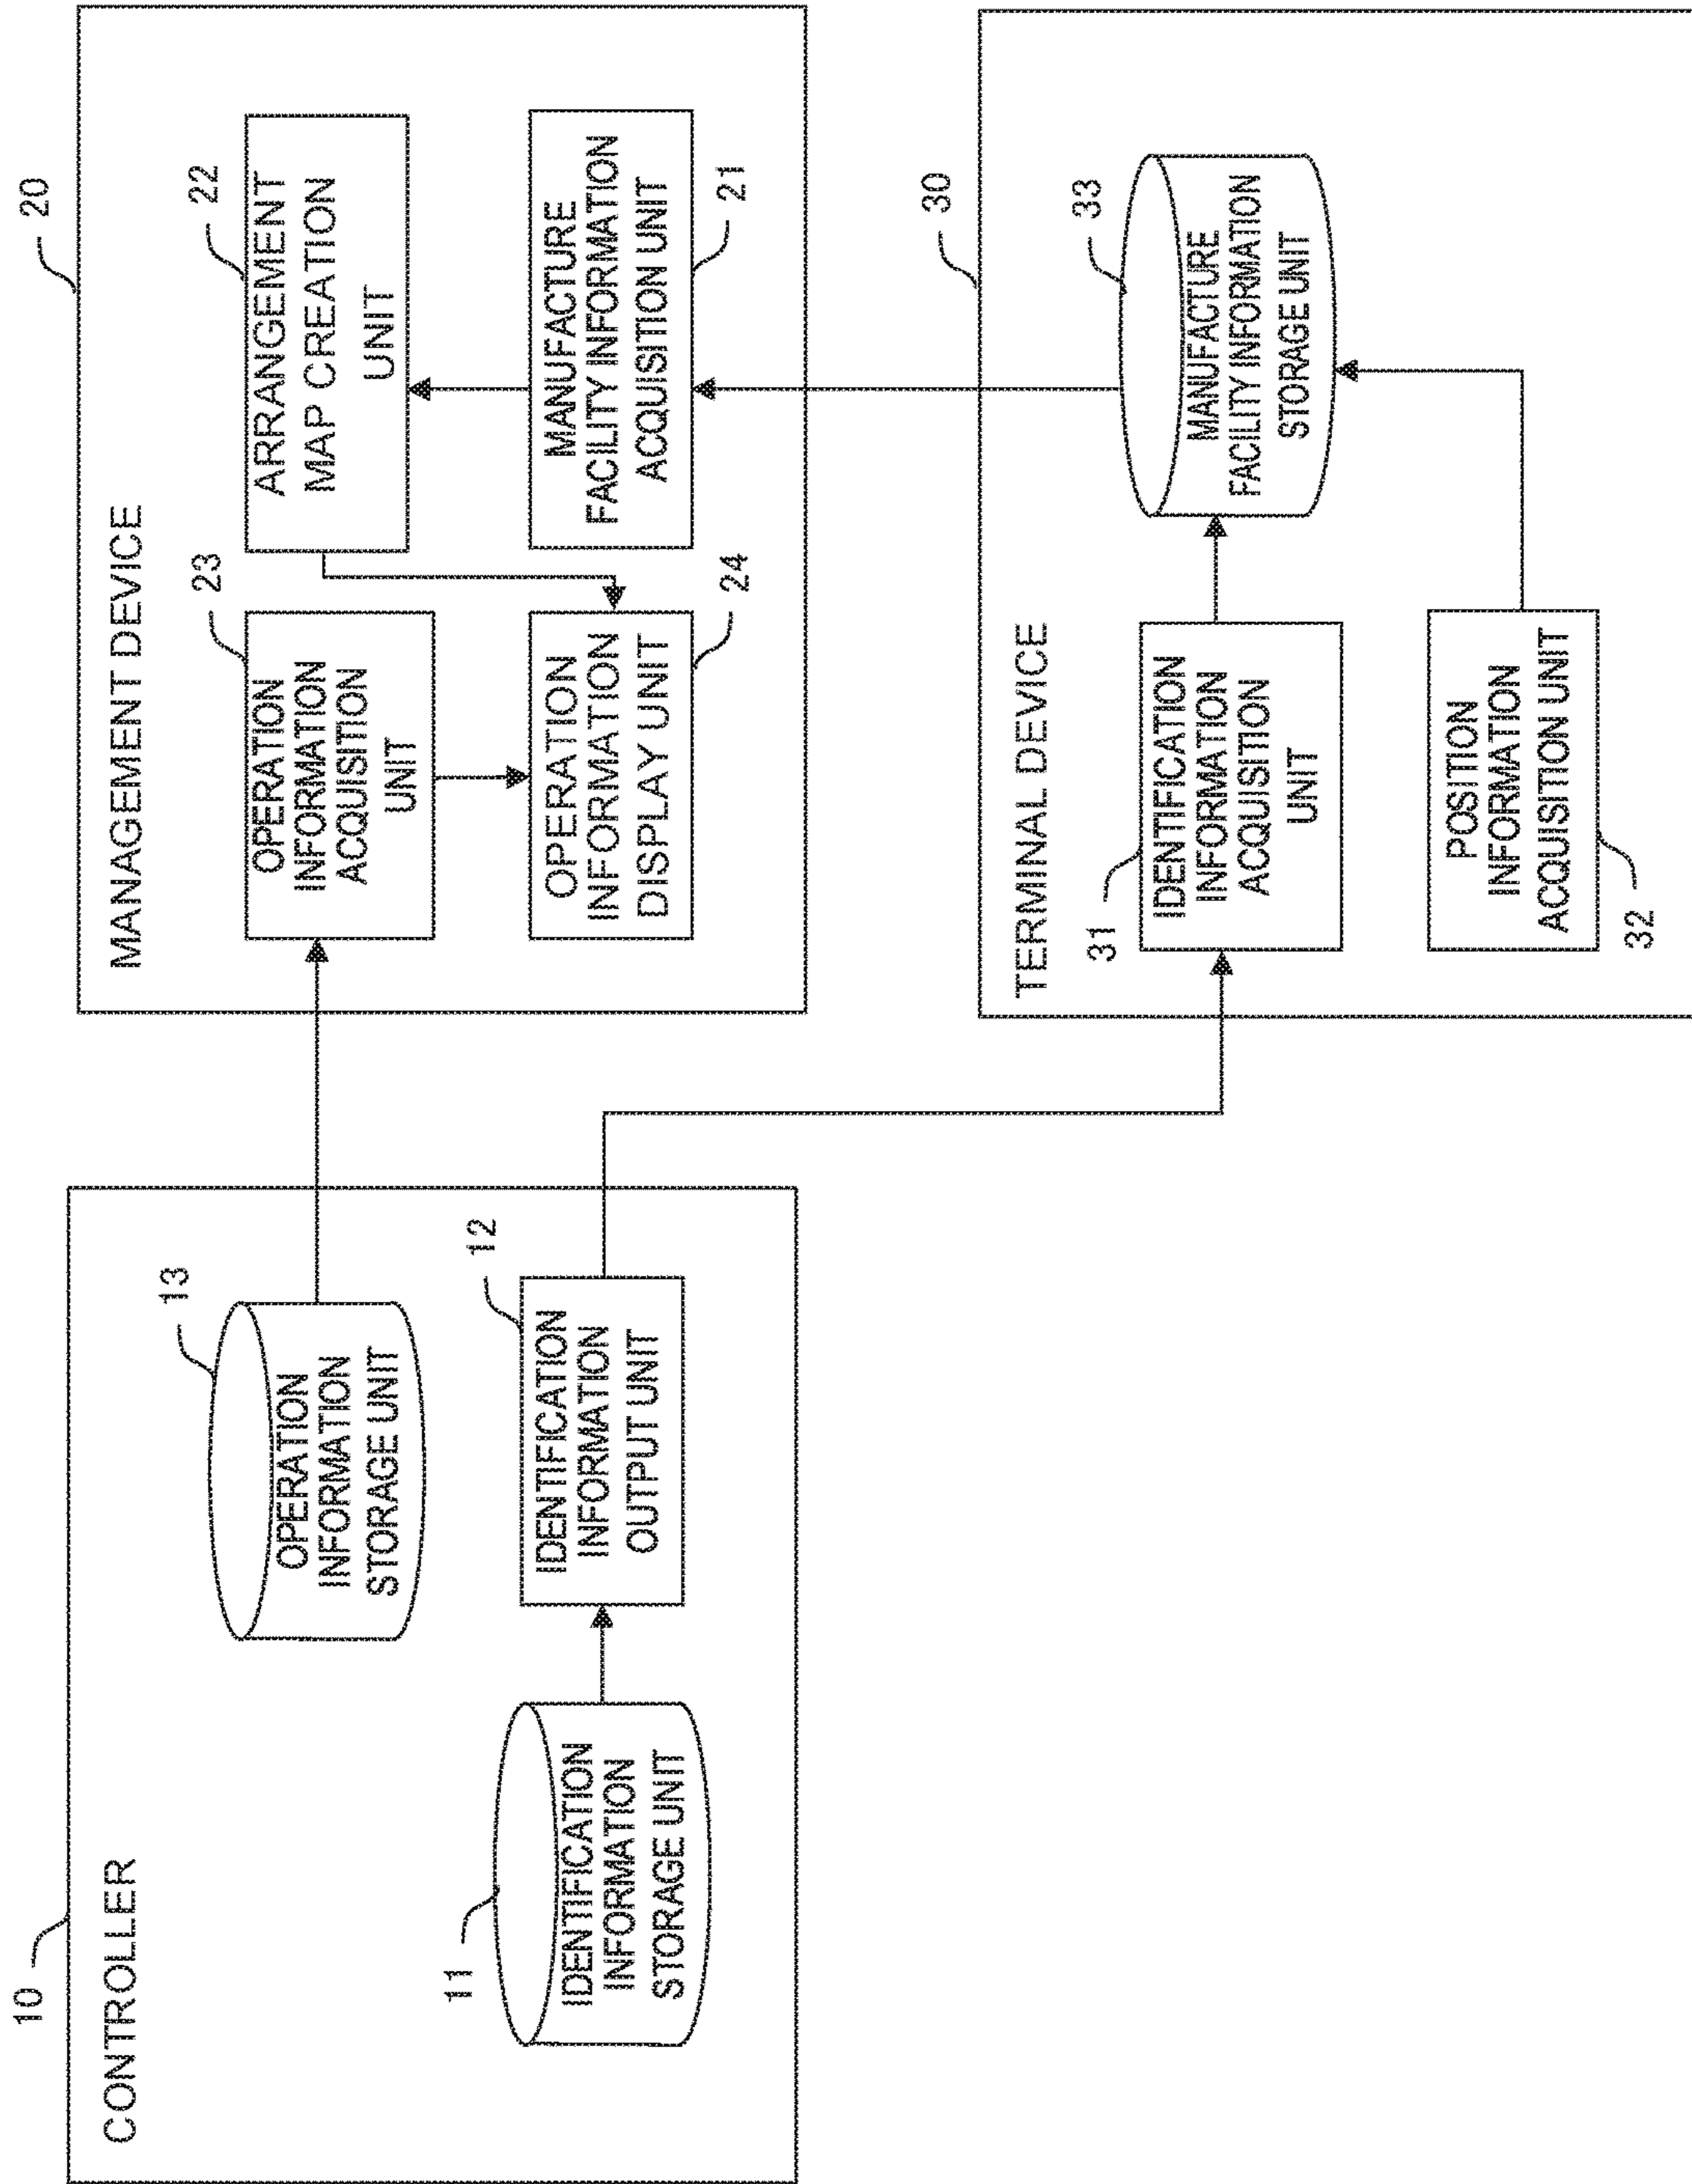 10
CONTROLLER
13
OPERATION
INFORMATION
STORAGE UNIT
11
IDENTIFICATION
INFORMATION
STORAGE UNIT
12
IDENTIFICATION
INFORMATION
OUTPUT UNIT
20
MANAGEMENT DEVICE
23
OPERATION
INFORMATION
ACQUISITION
UNIT
22
ARRANGEMENT
MAP CREATION
UNIT
OPERATION
INFORMATION
DISPLAY UNIT
24
MANUFACTURE
FACILITY INFORMATION
ACQUISITION UNIT
21
30
TERMINAL DEVICE
31
IDENTIFICATION
INFORMATION
ACQUISITION
UNIT
33
MANUFACTURE
FACILITY INFORMATION
STORAGE UNIT
POSITION
INFORMATION
ACQUISITION UNIT
32